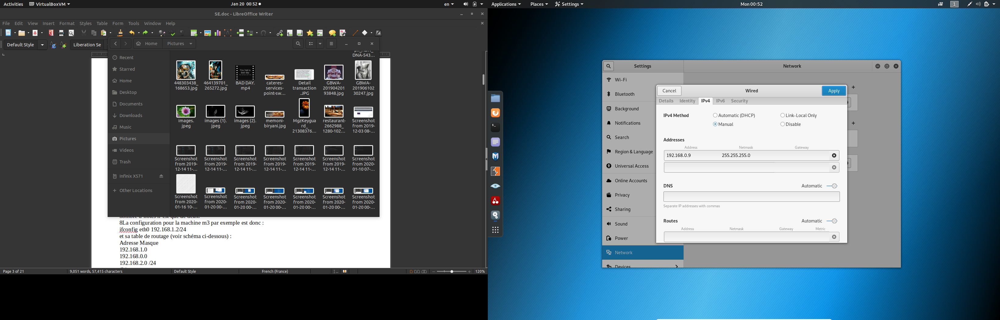 Activities
VirtualBoxVM
Jan 20 00:52
en
SE.doc - LibreOffice Writer
File Edit View Insert Format Styles Table Form Tools Window Help
Default Style
Liberation Se
Home
Pictures
Recent
Starred
Home
Desktop
Documents
Downloads
Music
Pictures
Videos
Trash
Infinix X571
Other Locations
DNA-543...
448303438_
168653.jpg
464139701_
265272.jpg
BAD DAY.
mp4
cateres-
services-
point-sw...
Detail
transaction
.JPG
GBWA-
201904201
93848.jpg
GBWA-
201906102
30247.jpg
images.
jpeg
images (1).
jpeg
images (2).
jpeg
memoni-
biryani.jpg
MgzKeygua
rd_
21308376...
restaurant-
2662988_
1280-102...
Screenshot
from 2019-
12-03 08-...
Screenshot
from 2019-
12-14 11-...
Screenshot
from 2019-
12-14 11-...
Screenshot
from 2019-
12-14 11-...
Screenshot
from 2019-
12-14 11-...
Screenshot
from 2019-
12-14 11-...
Screenshot
from 2019-
12-14 11-...
Screenshot
from 2020-
01-10 07-...
Screenshot
from 2020-
01-16 10-...
Screenshot
from 2020-
01-20 00-...
Screenshot
from 2020-
01-20 00-...
Screenshot
from 2020-
01-20 00-...
Screenshot
from 2020-
01-20 00-...
Screenshot
from 2020-
01-20 00-...
Screenshot
from 2020-
01-20 00-...
8La configuration pour la machine m3 par exemple est donc :
ifconfig eth0 192.168.1.2/24
et sa table de routage (voir schéma ci-dessous) :
Adresse Masque
192.168.1.0
192.168.0.0
192.168.2.0 /24
Page 3 of 21
9,051 words, 57,415 characters
Default Style
French (France)
120%
Applications
Places
Settings
Mon 00:52
1
Settings
Network
Wi-Fi
Bluetooth
Background
Notifications
Search
Region & Language
Universal Access
Online Accounts
Privacy
Sharing
Sound
Power
Network
Devices
Cancel
Wired
Apply
Details Identity IPv4 IPv6 Security
IPv4 Method
Automatic (DHCP)
Link-Local Only
Manual
Disable
Addresses
Address Netmask Gateway
192.168.0.9 255.255.255.0
DNS
Automatic
Separate IP addresses with commas
Routes
Automatic
Address Netmask Gateway Metric